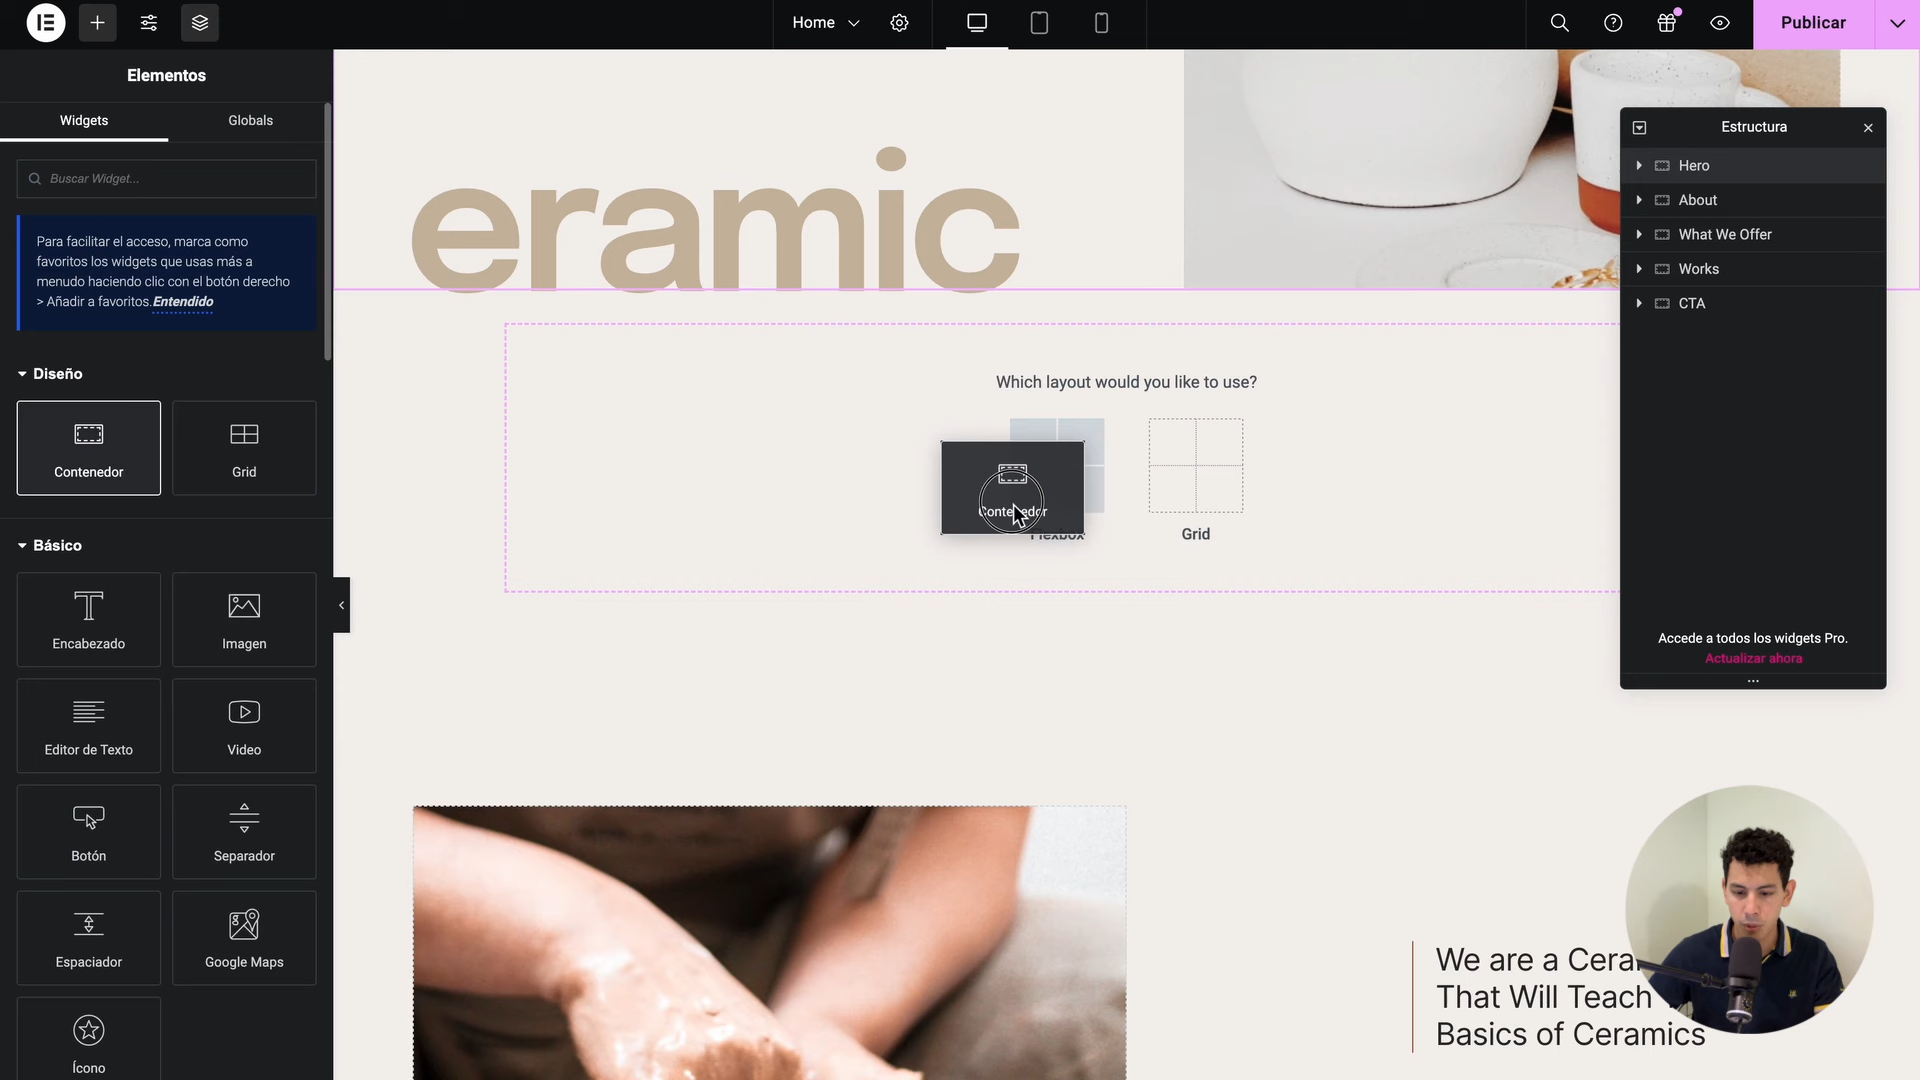 Home
Publicar
Elementos
Widgets
Globals
Buscar Widget...
Para facilitar el acceso, marca como
favoritos los widgets que usas más a
menudo haciendo clic con el botón derecho
> Añadir a favoritos. Entendido
Diseño
Contenedor
Grid
Básico
Encabezado
Imagen
Editor de Texto
Video
Botón
Separador
Espaciador
Google Maps
Ícono
eramic
Which layout would you like to use?
Contenedor
Flexbox
Grid
Estructura
Hero
About
What We Offer
Works
CTA
Accede a todos los widgets Pro.
Actualizar ahora
...
We are a Cera
That Will Teach
Basics of Ceramics